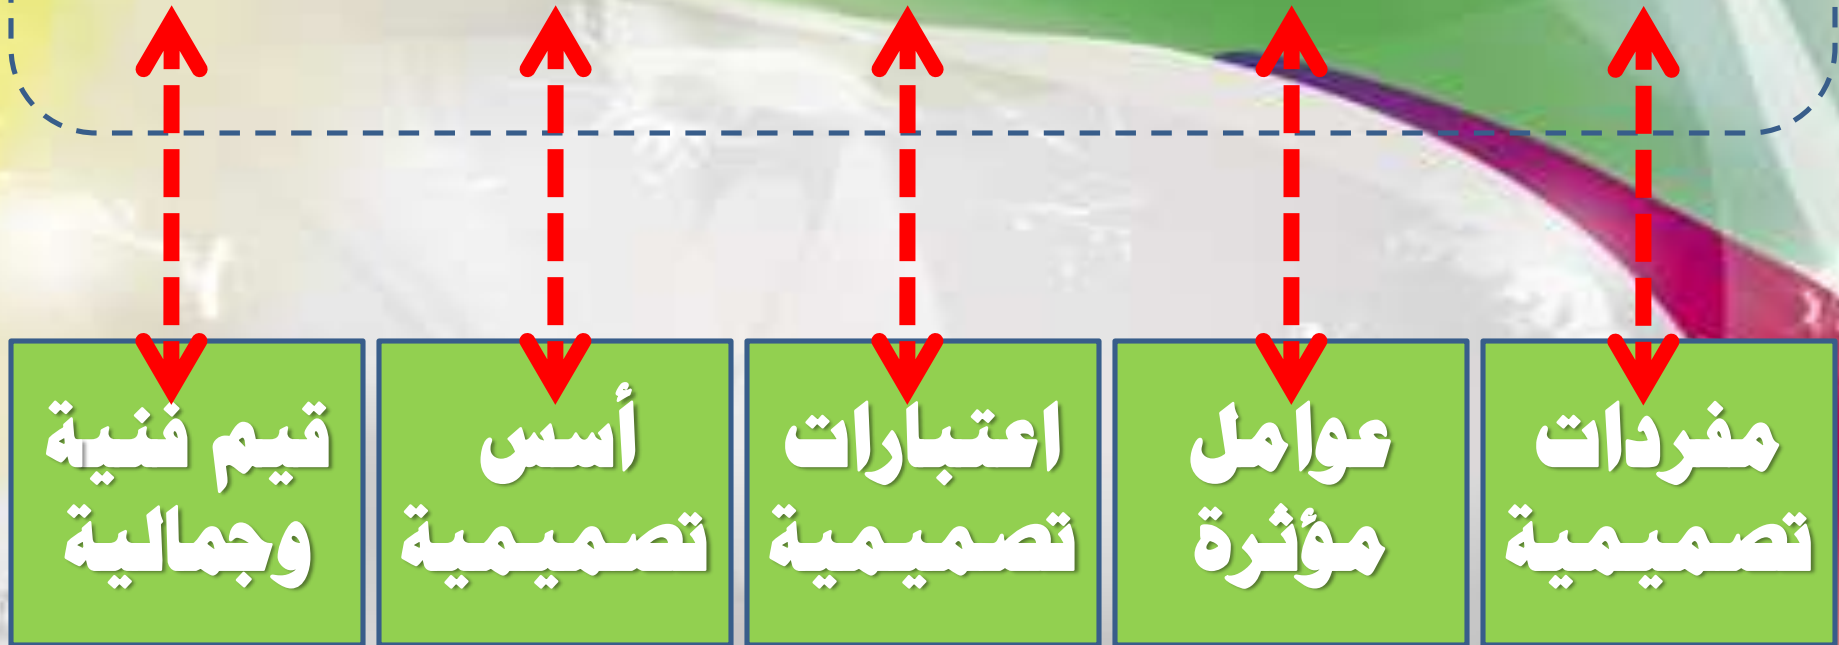 مفردات
تصميمية
عوامل
مؤثرة
اعتبارات
تصميمية
أسس
تصميمية
قيم فنية
وجمالية